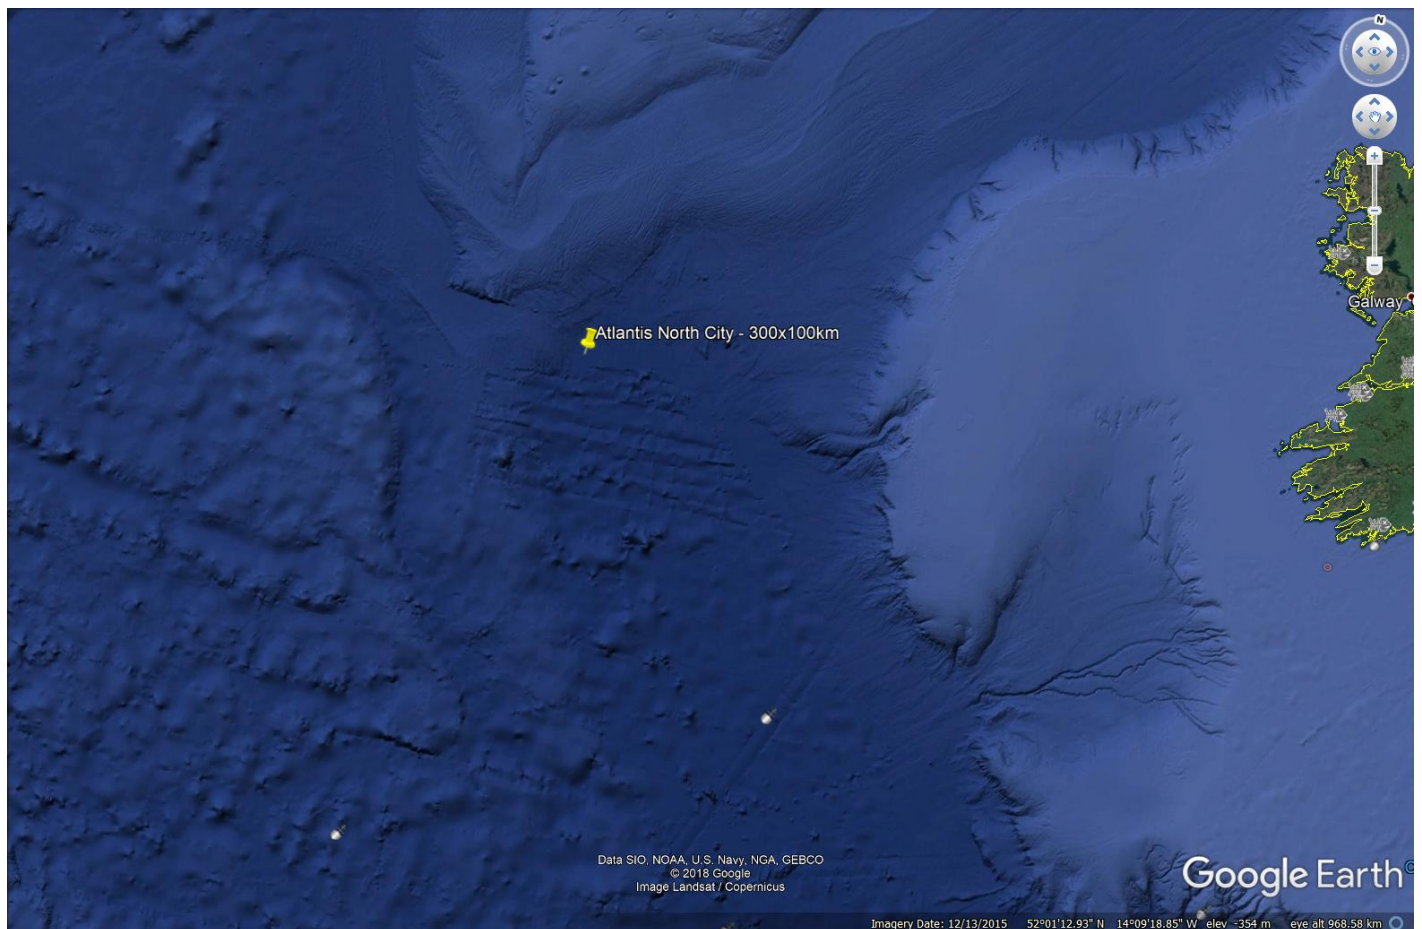 N
Galway
Atlantis North City - 300x100km
Data SIO, NOAA, U.S. Navy, NGA, GEBCO
© 2018 Google
Image Landsat / Copernicus
Google Earth
Imagery Date: 12/13/2015 52°01'12.93" N 14°09'18.85" W elev -354 m eye alt 968.58 km